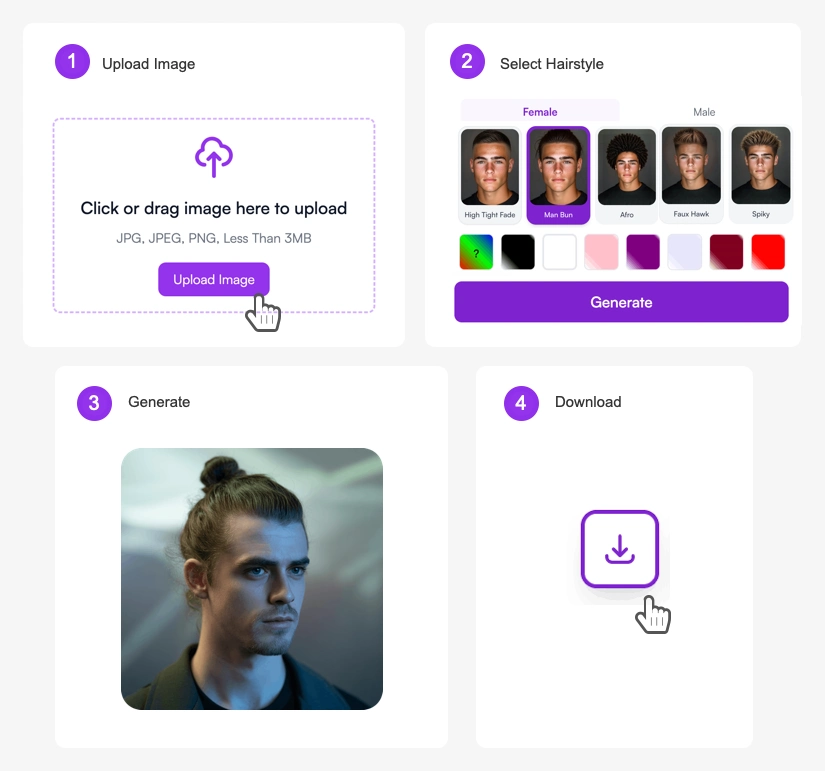 1 Upload Image
Click or drag image here to upload
JPG, JPEG, PNG, Less Than 3MB
Upload Image
2 Select Hairstyle
Female Male
High Tight Fade Man Bun Afro Faux Hawk Spiky
?
Generate
3 Generate
4 Download